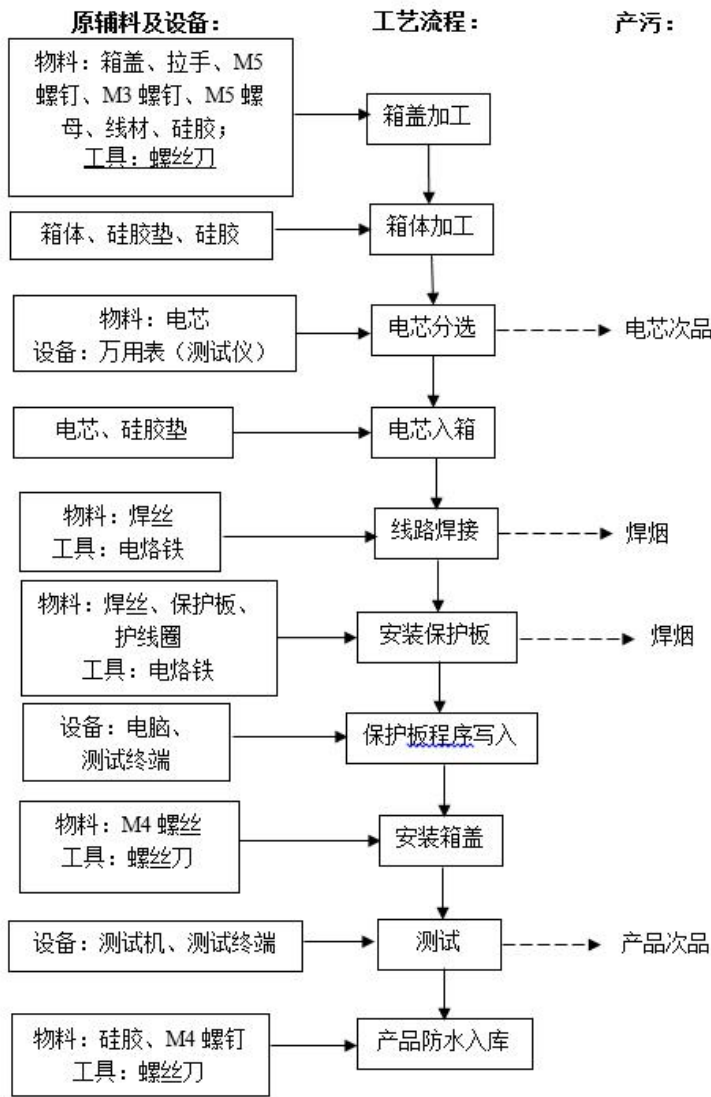 原辅料及设备： 工艺流程： 产污：
物料：箱盖、拉手、M5
螺钉、M3 螺钉、M5 螺
母、线材、硅胶；
工具：螺丝刀
箱盖加工
箱体、硅胶垫、硅胶
箱体加工
物料：电芯
设备：万用表（测试仪）
电芯分选
电芯次品
电芯、硅胶垫
电芯入箱
物料：焊丝
工具：电烙铁
线路焊接
焊烟
物料：焊丝、保护板、
护线圈
工具：电烙铁
安装保护板
焊烟
设备：电脑、
测试终端
保护板程序写入
物料：M4 螺丝
工具：螺丝刀
安装箱盖
设备：测试机、测试终端
测试
产品次品
物料：硅胶、M4 螺钉
工具：螺丝刀
产品防水入库